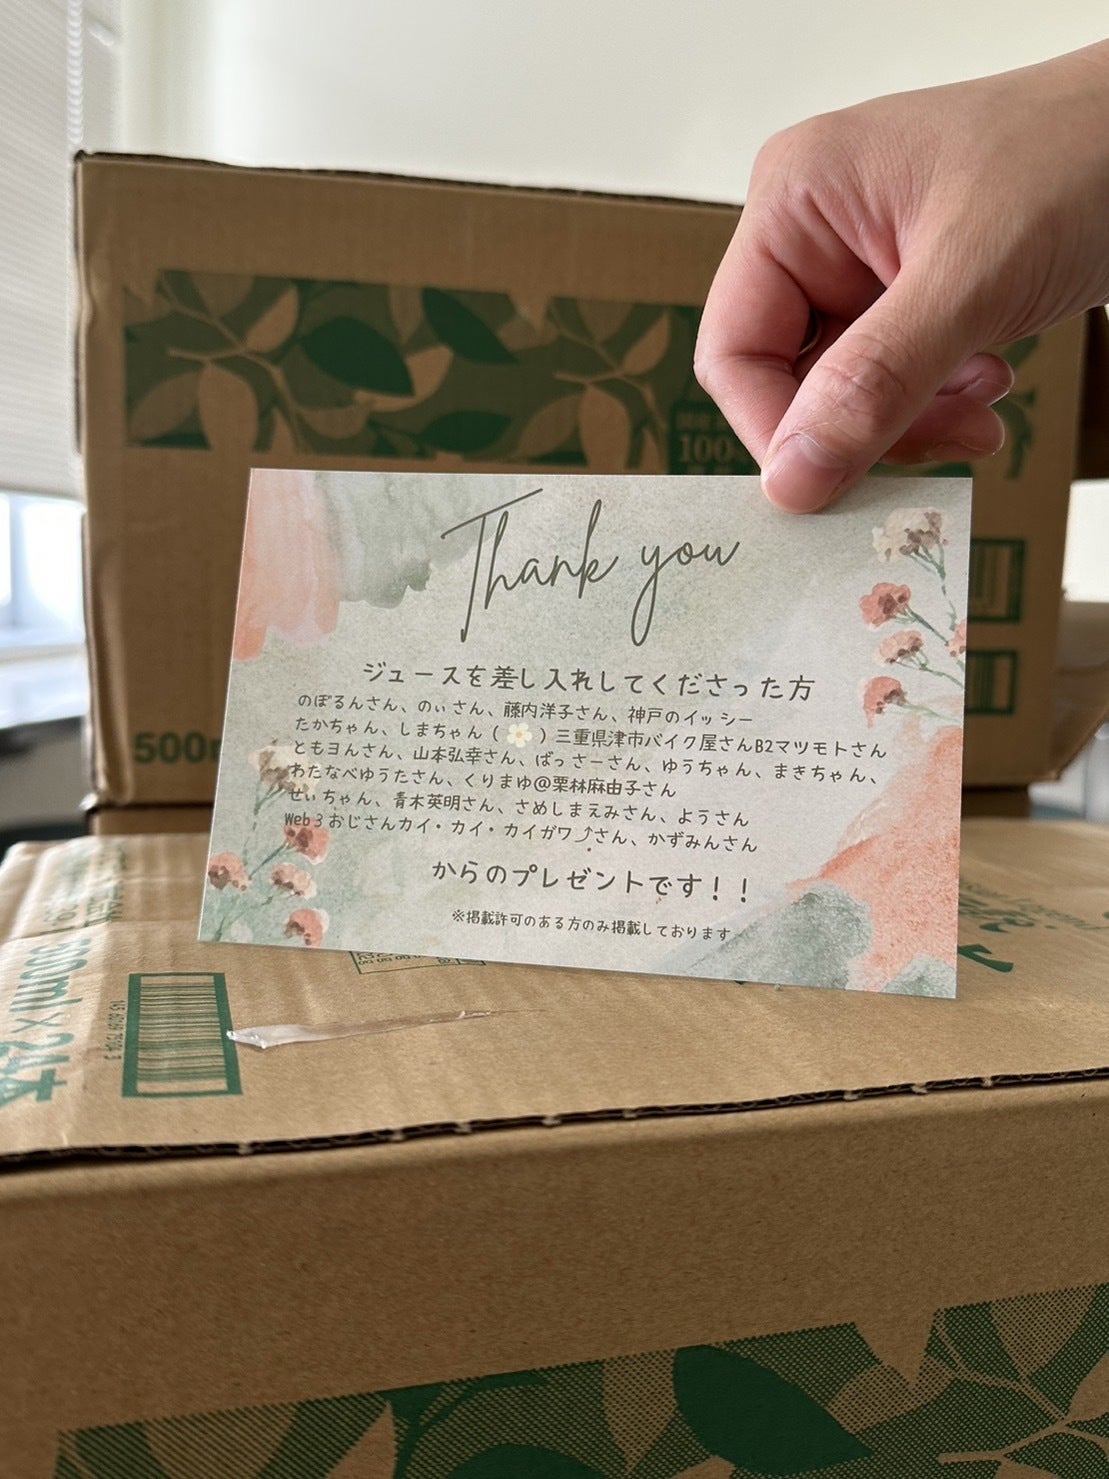 Thank you
ジュースを差し入れしてくださった方
のぼるんさん、のぃさん、藤内洋子さん、神戸のイッシー
たかちゃん、しまちゃん（🌼）三重県津市バイク屋さんB2マツモトさん
ともヨんさん、山本弘幸さん、ばっさーさん、ゆうちゃん、まきちゃん、
わたなべゆうたさん、くりまゆ@栗林麻由子さん
せぃちゃん、青木英明さん、さめしまえみさん、ようさん
Web3おじさんカイ・カイ・カイガワ⤴さん、かずみんさん
からのプレゼントです！！
※掲載許可のある方のみ掲載しております
100%
500m
500ml×24本